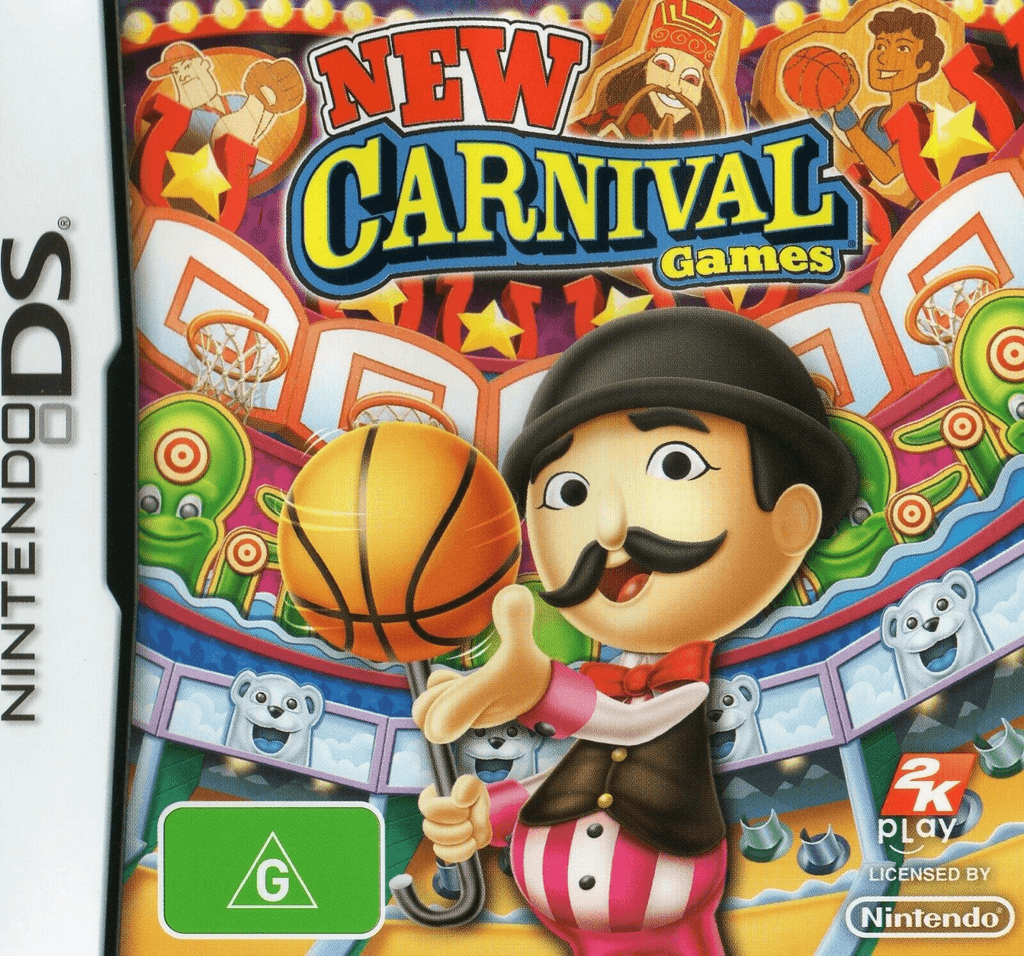 NEW
CARNIVAL
Games
NINTENDO DS®
G
2K
play
LICENSED BY
Nintendo®